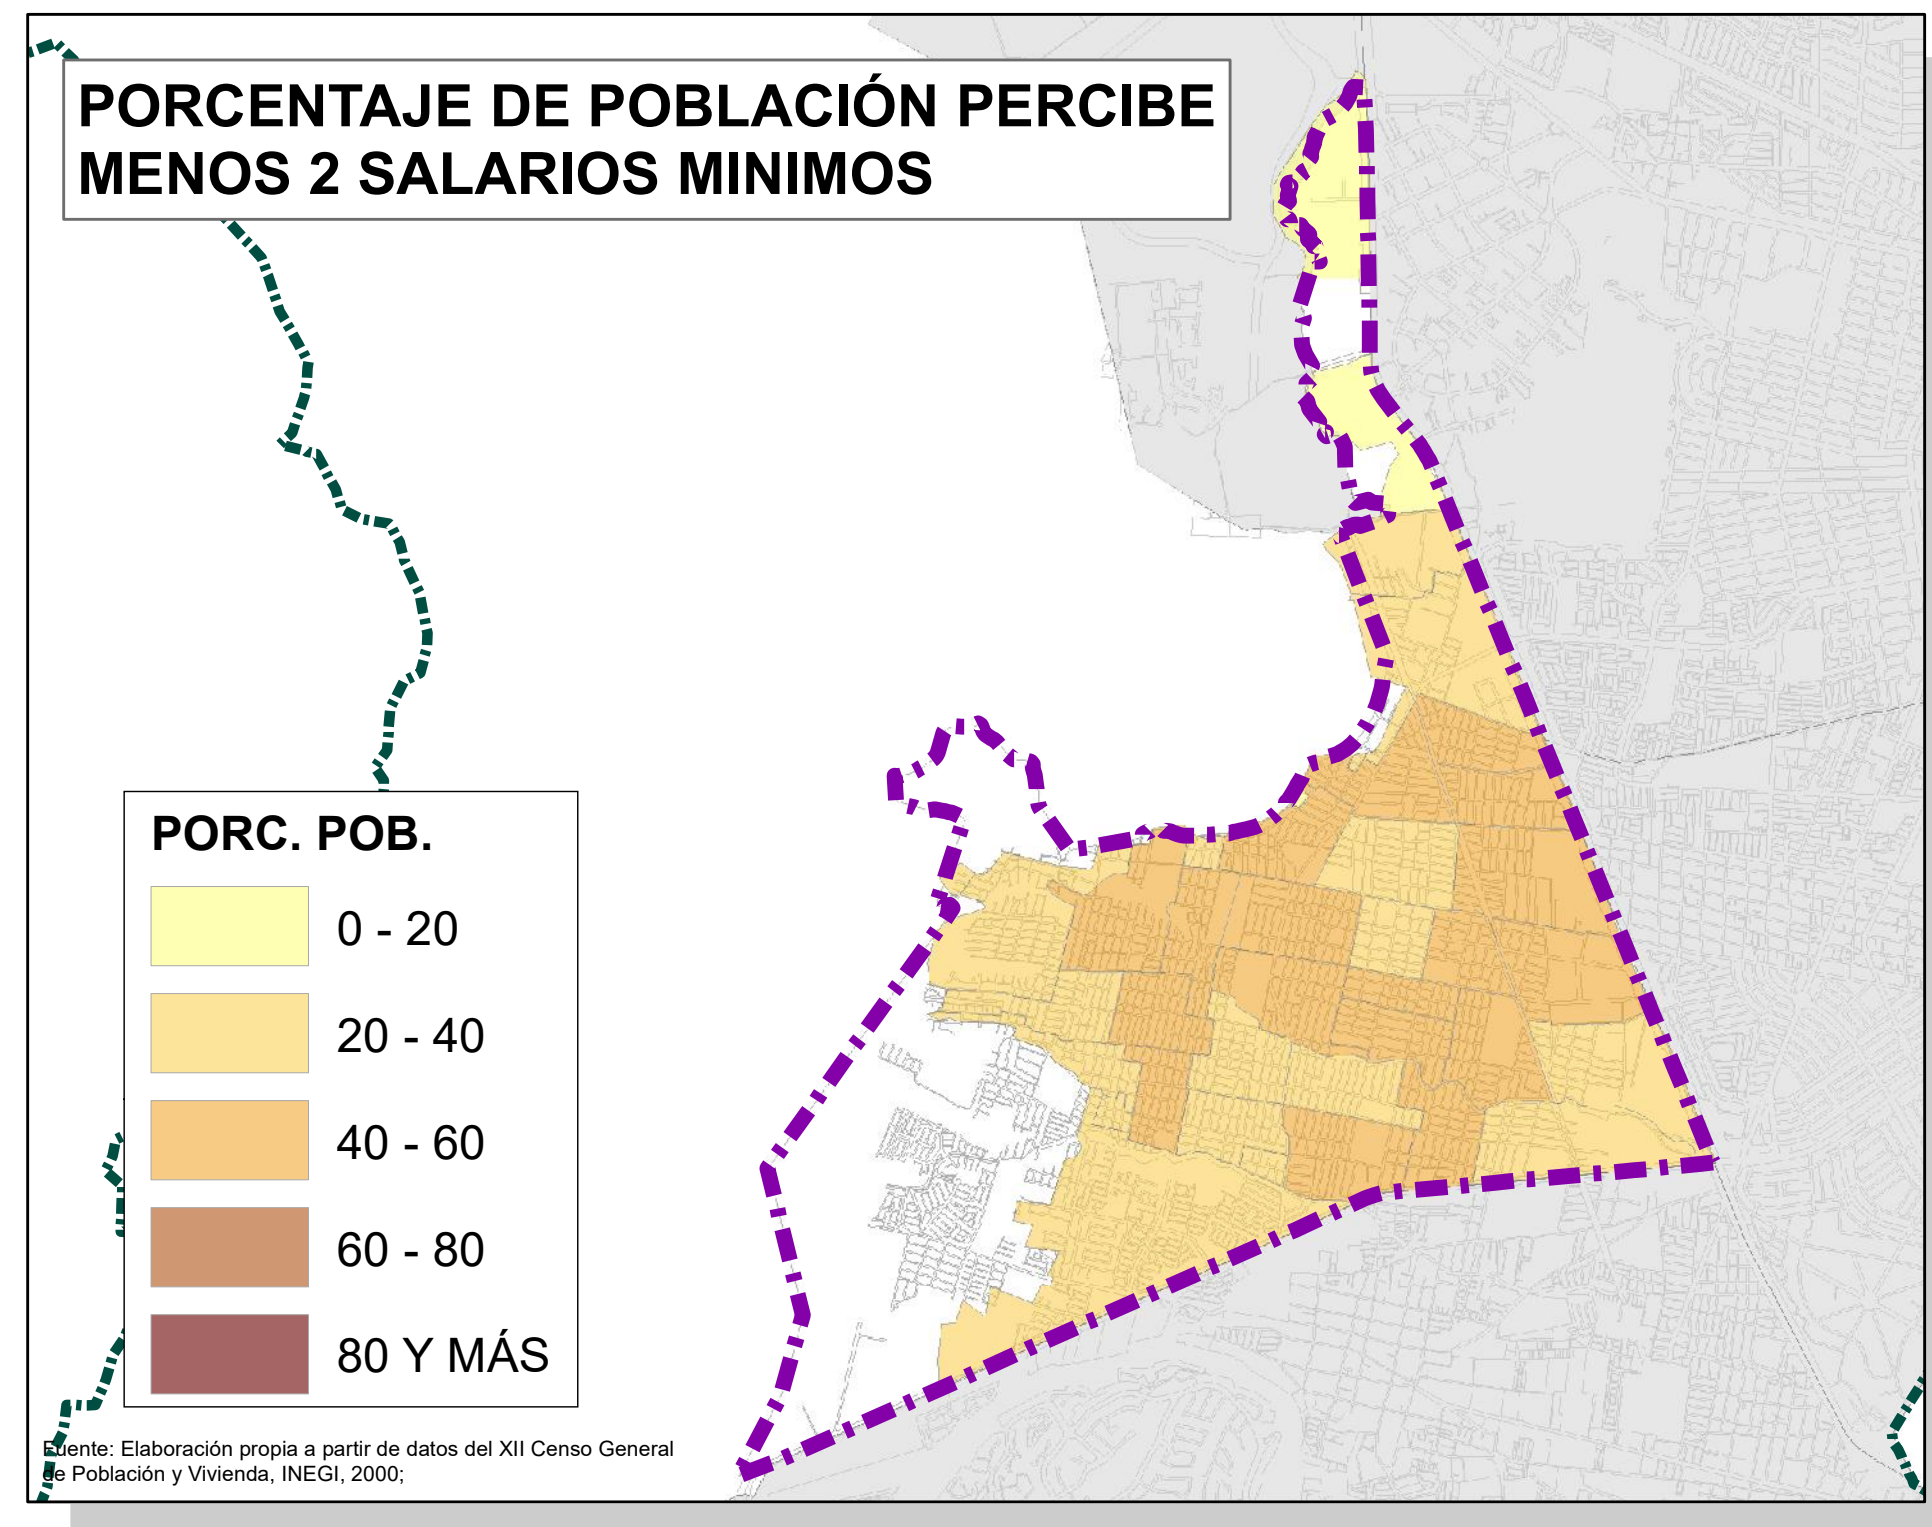 PORCENTAJE DE POBLACIÓN PERCIBE
MENOS 2 SALARIOS MINIMOS
PORC. POB.
0 - 20
20 - 40
40 - 60
60 - 80
80 Y MÁS
Fuente: Elaboración propia a partir de datos del XII Censo General
de Población y Vivienda, INEGI, 2000;